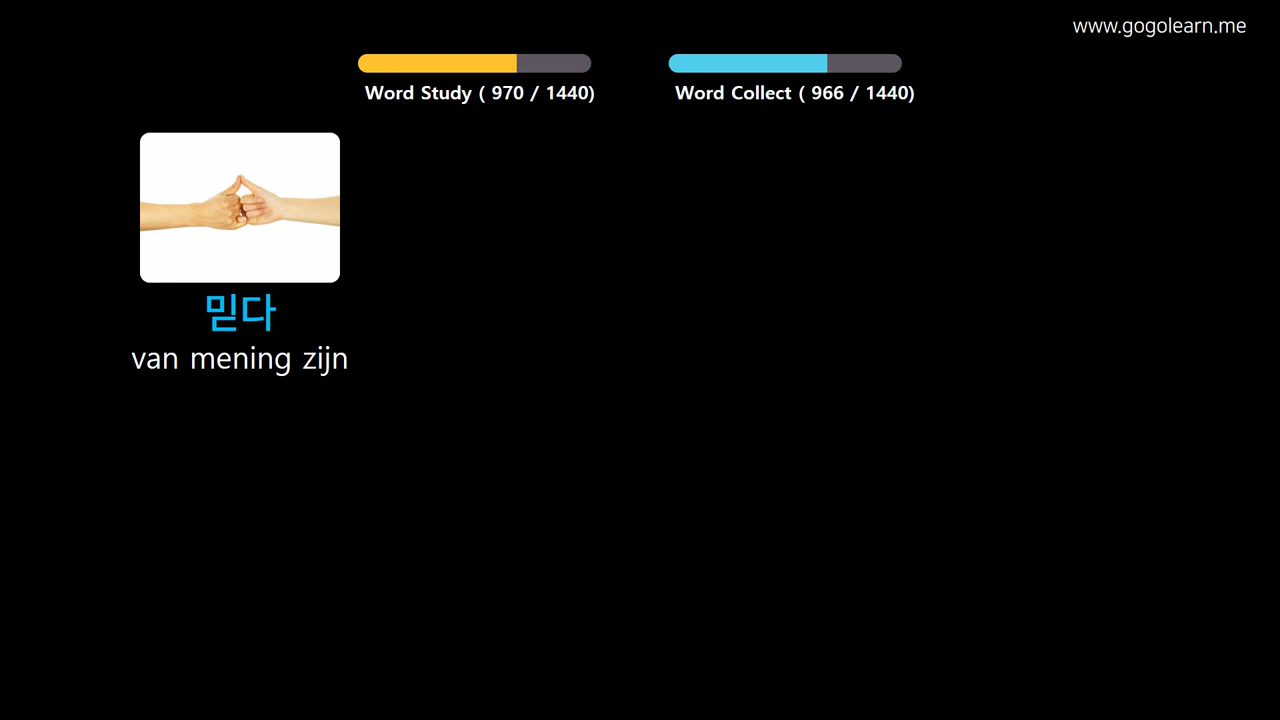 www.gogolearn.me
Word Study ( 970 / 1440)
Word Collect ( 966 / 1440)
믿다
van mening zijn